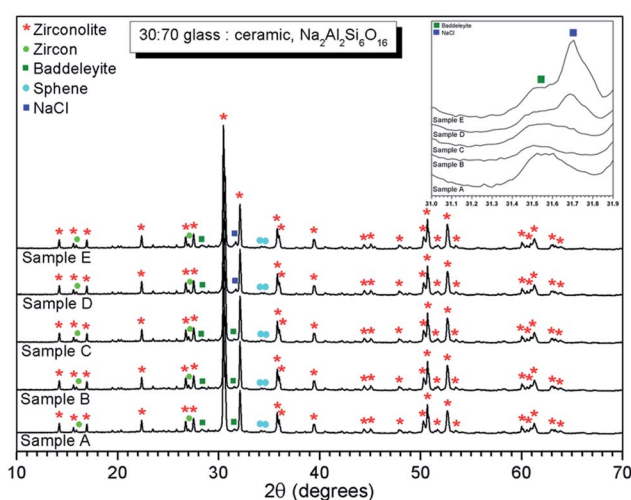 * Zirconolite
Zircon
Baddeleyite
Sphene
NaCl
30:70 glass : ceramic, Na₂Al₂Si₆O₁₆
Baddeleyite
NaCl
Sample E
Sample D
Sample C
Sample B
Sample A
31.0 31.1 31.2 31.3 31.4 31.5 31.6 31.7 31.8 31.9
Sample E
Sample D
Sample C
Sample B
Sample A
10 20 30 40 50 60 70
2θ (degrees)